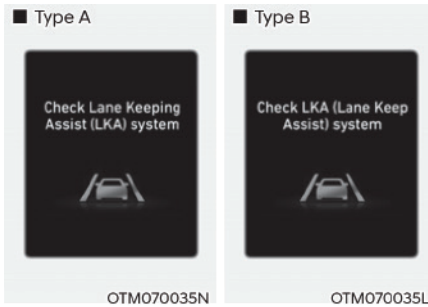 ■ Type A
Check Lane Keeping
Assist (LKA) system
OTM070035N
■ Type B
Check LKA (Lane Keep
Assist) system
OTM070035L